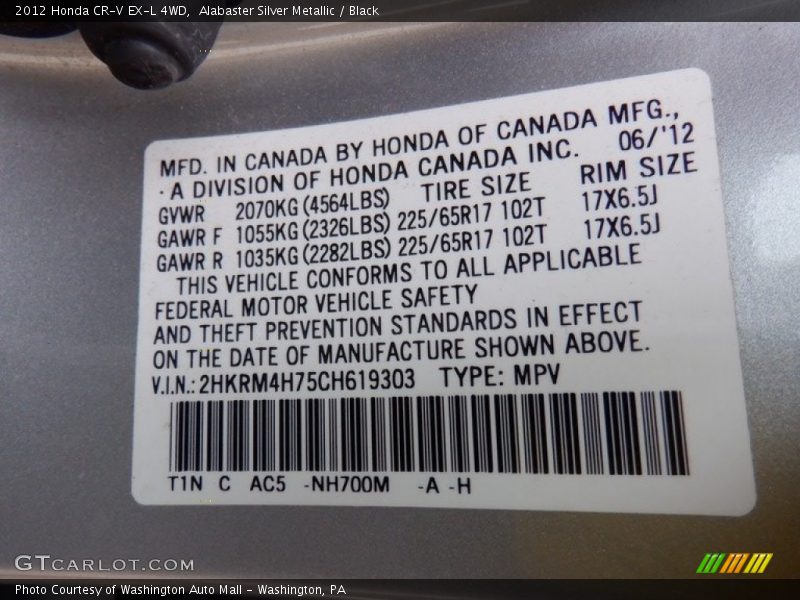 2012 Honda CR-V EX-L 4WD,  Alabaster Silver Metallic / Black
MFD. IN CANADA BY HONDA OF CANADA MFG.,
· A DIVISION OF HONDA CANADA INC. 06/'12
GVWR 2070KG (4564LBS) TIRE SIZE RIM SIZE
GAWR F 1055KG (2326LBS) 225/65R17 102T 17X6.5J
GAWR R 1035KG (2282LBS) 225/65R17 102T 17X6.5J
THIS VEHICLE CONFORMS TO ALL APPLICABLE
FEDERAL MOTOR VEHICLE SAFETY
AND THEFT PREVENTION STANDARDS IN EFFECT
ON THE DATE OF MANUFACTURE SHOWN ABOVE.
V.I.N.: 2HKRM4H75CH619303 TYPE: MPV
T1N C AC5 -NH700M -A -H
GTCARLOT.COM
Photo Courtesy of Washington Auto Mall - Washington, PA